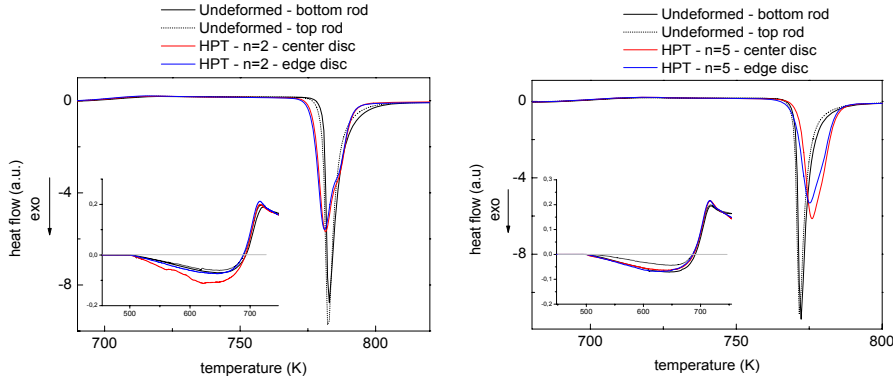 Undeformed - bottom rod
Undeformed - top rod
HPT - n=2 - center disc
HPT - n=2 - edge disc
0
-4
-8
heat flow (a.u.)
exo
0,2
0,0
-0,2
500
600
700
700
750
800
temperature (K)
Undeformed - bottom rod
Undeformed - top rod
HPT - n=5 - center disc
HPT - n=5 - edge disc
0
-4
-8
heat flow (a.u)
exo
0,3
0,2
0,1
0,0
-0,1
-0,2
500
600
700
700
750
800
temperature (K)